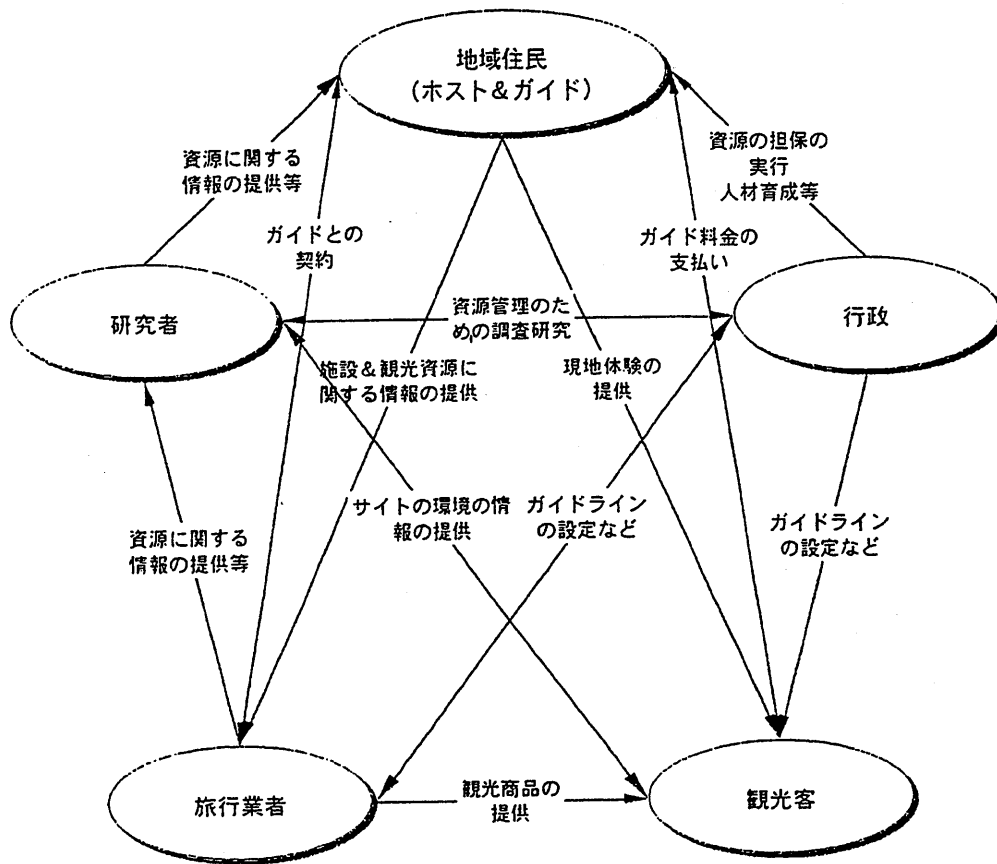 地域住民
(ホスト&ガイド)
資源に関する
情報の提供等
資源の担保の
実行
人材育成等
ガイドとの
契約
ガイド料金の
支払い
研究者
資源管理のた
めの調査研究
行政
施設&観光資源に
関する情報の提供
現地体験の
提供
サイトの環境の情
報の提供
ガイドライン
の設定など
資源に関する
情報の提供等
ガイドライン
の設定など
旅行業者
観光商品の
提供
観光客